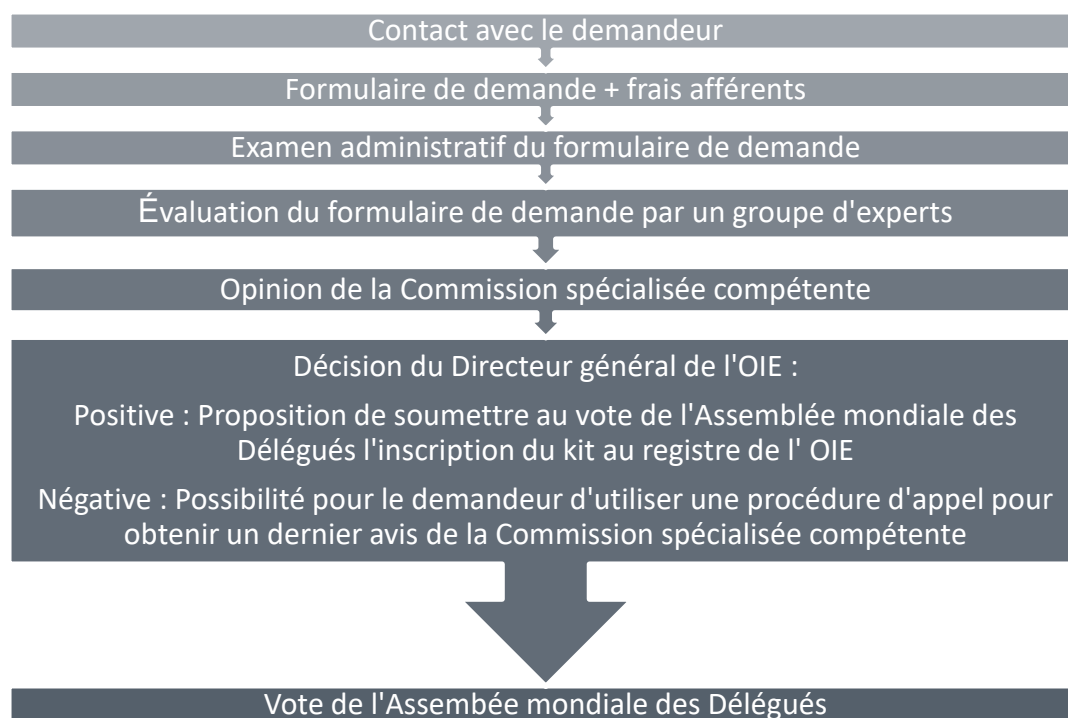 Contact avec le demandeur
Formulaire de demande + frais afférents
Examen administratif du formulaire de demande
Évaluation du formulaire de demande par un groupe d'experts
Opinion de la Commission spécialisée compétente
Décision du Directeur général de l'OIE :
Positive : Proposition de soumettre au vote de l'Assemblée mondiale des
Délégués l'inscription du kit au registre de l' OIE
Négative : Possibilité pour le demandeur d'utiliser une procédure d'appel pour
obtenir un dernier avis de la Commission spécialisée compétente
Vote de l'Assembée mondiale des Délégués